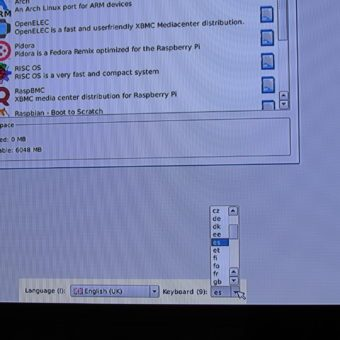 Arch
An Arch Linux port for ARM devices
OpenELEC
OpenELEC is a fast and userfriendly XBMC Mediacenter distribution.
Pidora
Pidora is a Fedora Remix optimized for the Raspberry Pi
RISC OS
RISC OS is a very fast and compact system
RaspBMC
XBMC media center distribution for Raspberry Pi
Raspbian - Boot to Scratch
pace
ed: 0 MB
able: 6048 MB
cz
de
dk
ee
es
et
fi
fo
fr
gb
Language (l): English (UK) Keyboard (9): es